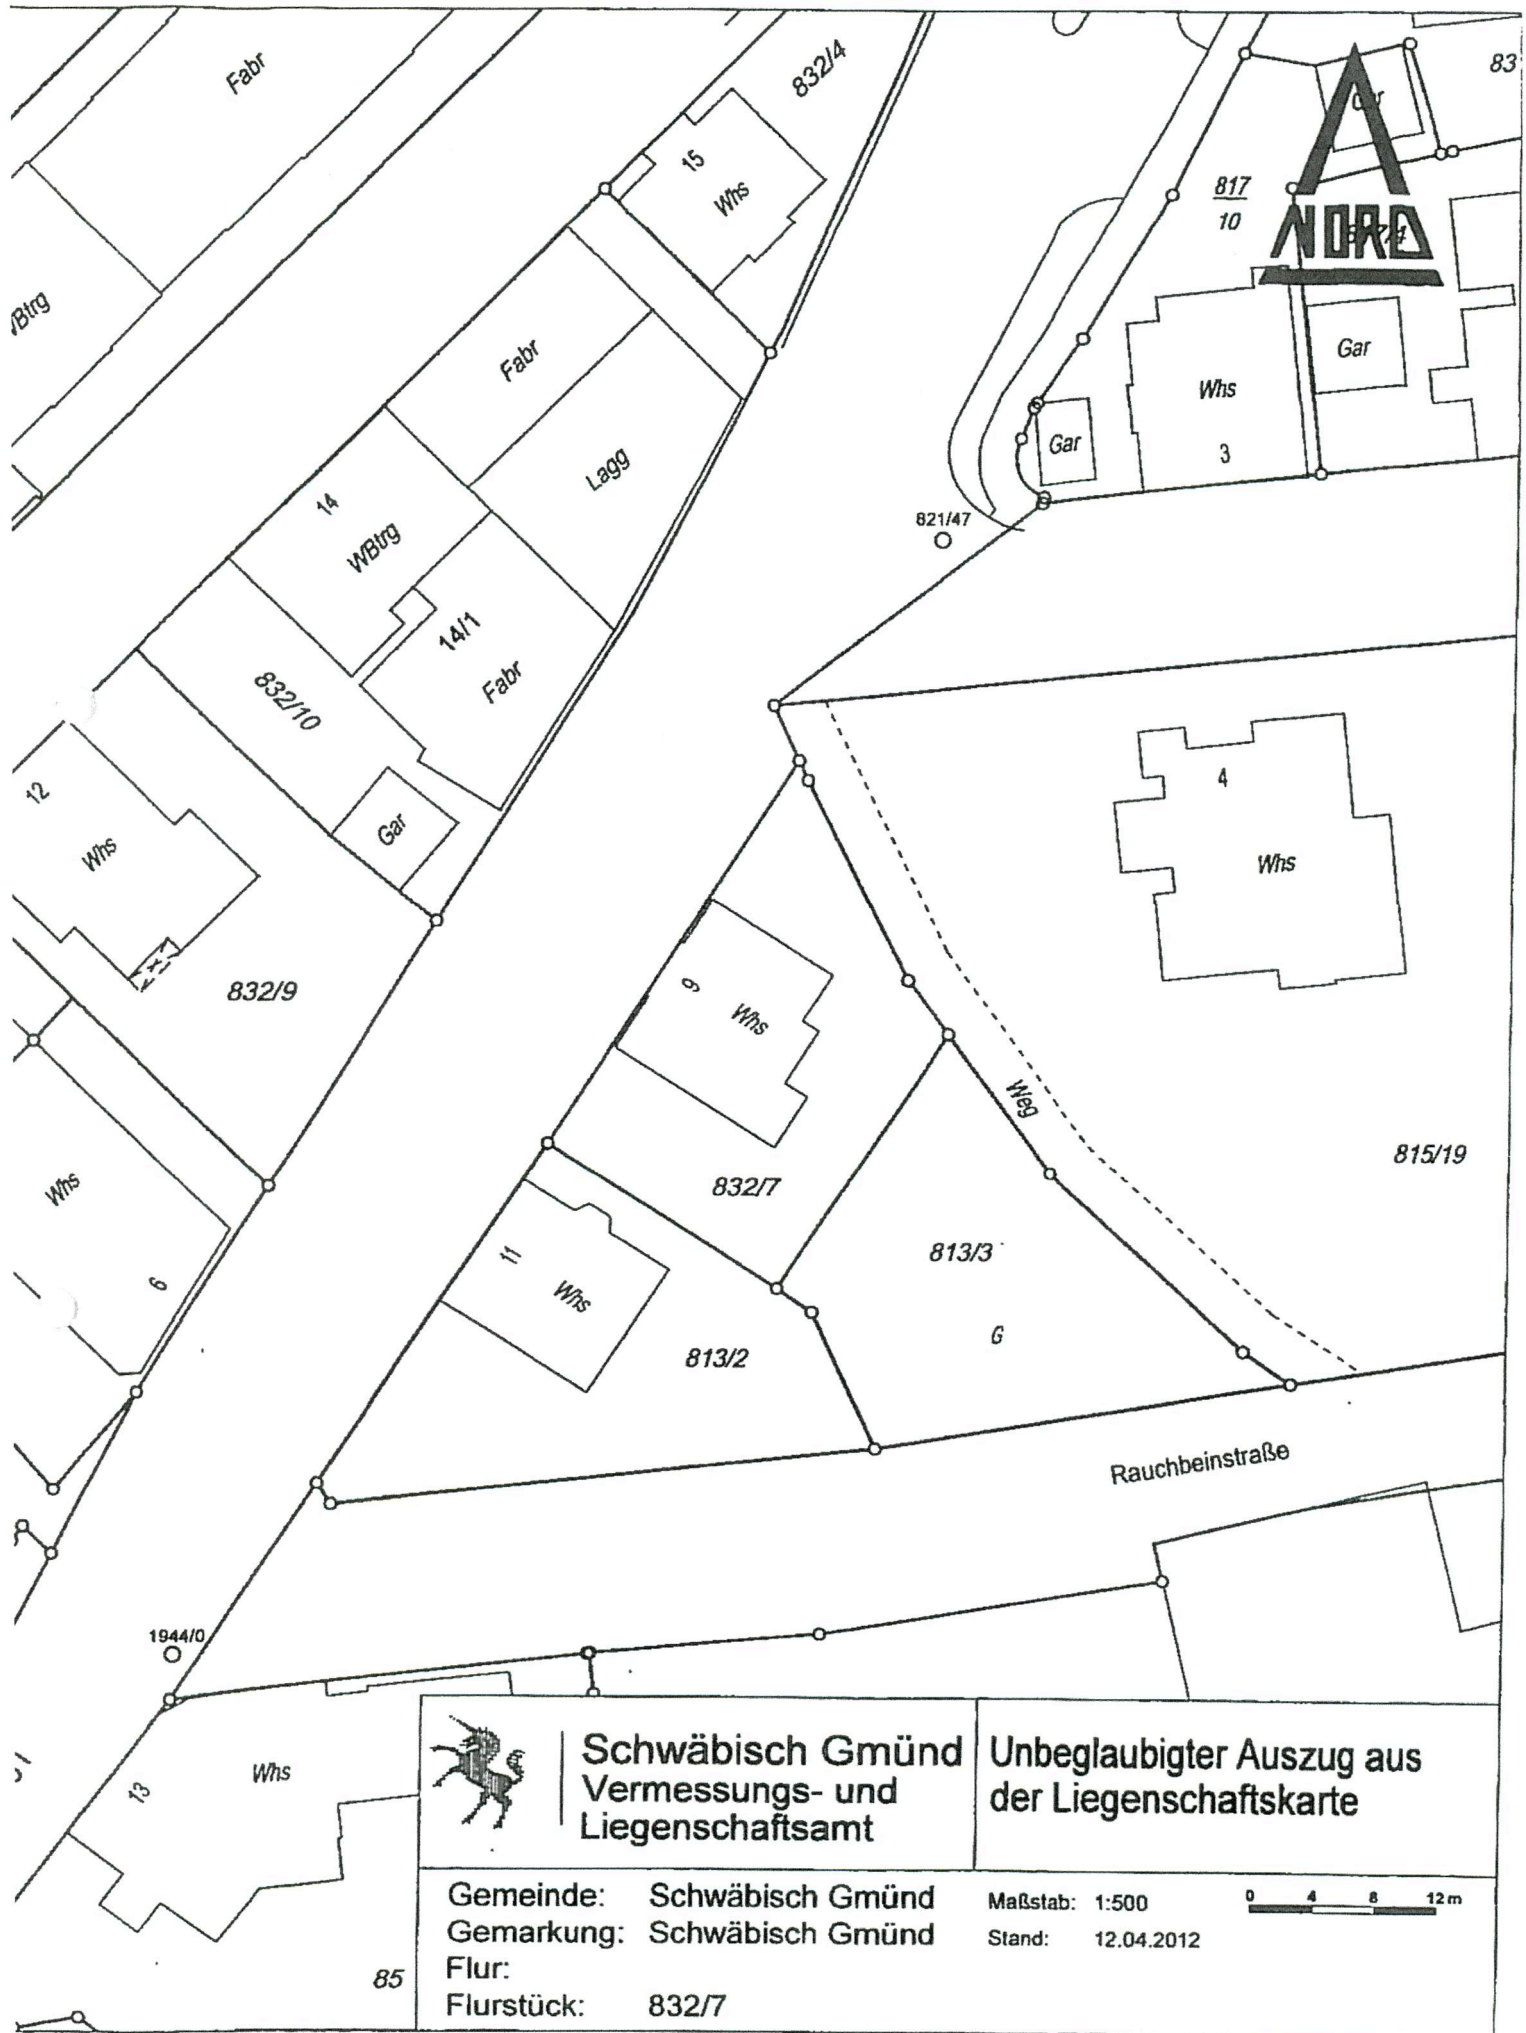 Fabr
832/4
83
15
Whs
817
10
NORD
Gar
Whs
3
Gar
Fabr
Lagg
14
WBtrg
821/47
14/1
Fabr
832/10
12
Whs
Gar
4
Whs
832/9
9
Whs
Weg
815/19
Whs
832/7
813/3
11
Whs
6
G
813/2
Rauchbeinstraße
1944/0
13
Whs
85
Schwäbisch Gmünd
Vermessungs- und
Liegenschaftsamt
Unbeglaubigter Auszug aus
der Liegenschaftskarte
Gemeinde: Schwäbisch Gmünd
Gemarkung: Schwäbisch Gmünd
Flur:
Flurstück: 832/7
Maßstab: 1:500
Stand: 12.04.2012
0 4 8 12 m